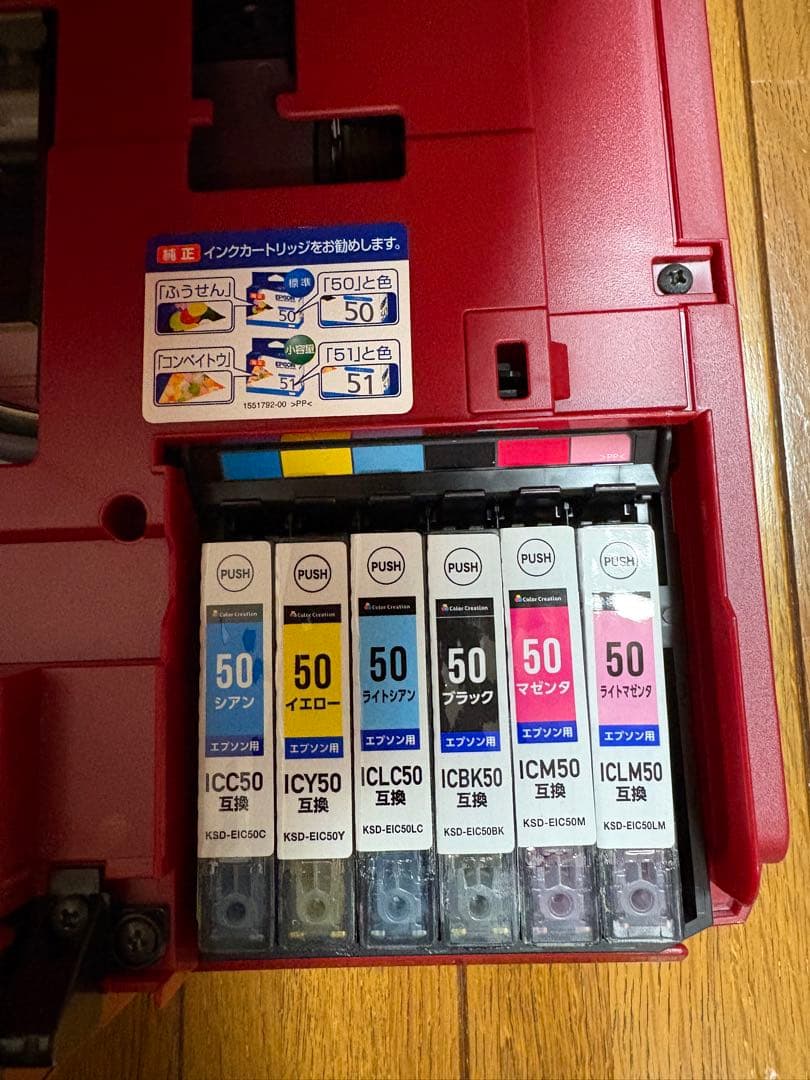 純正 インクカートリッジをお勧めします。
「ふうせん」
標準
EPSON
50
「50」と色
50
「コンペイトウ」
小容量
EPSON
51
「51」と色
51
1551792-00 >PP<
>PP<
PUSH
Color Creation
50
シアン
エプソン用
ICC50
互換
KSD-EIC50C
PUSH
Color Creation
50
イエロー
エプソン用
ICY50
互換
KSD-EIC50Y
PUSH
Color Creation
50
ライトシアン
エプソン用
ICLC50
互換
KSD-EIC50LC
PUSH
Color Creation
50
ブラック
エプソン用
ICBK50
互換
KSD-EIC50BK
PUSH
Color Creation
50
マゼンタ
エプソン用
ICM50
互換
KSD-EIC50M
PUSH
50
ライトマゼンタ
エプソン用
ICLM50
互換
KSD-EIC50LM